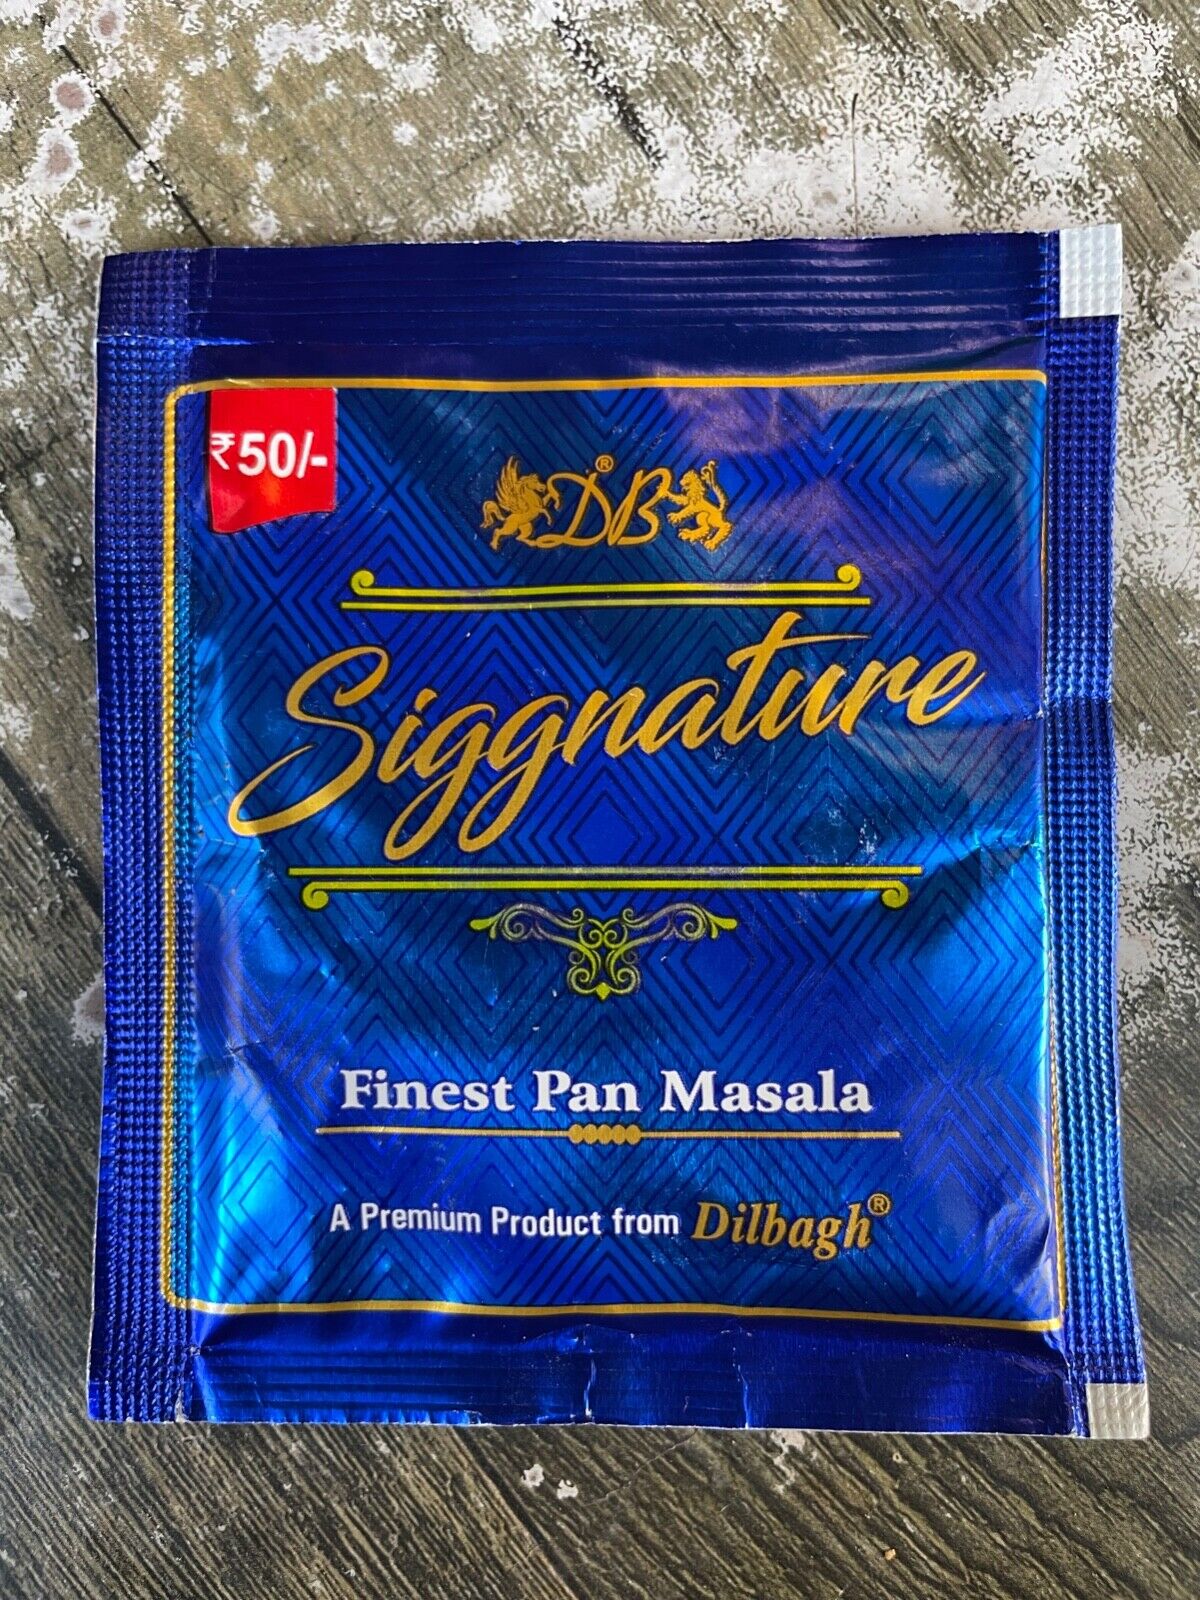 ₹50/-
DB®
Siggnature
Finest Pan Masala
A Premium Product from Dilbagh®